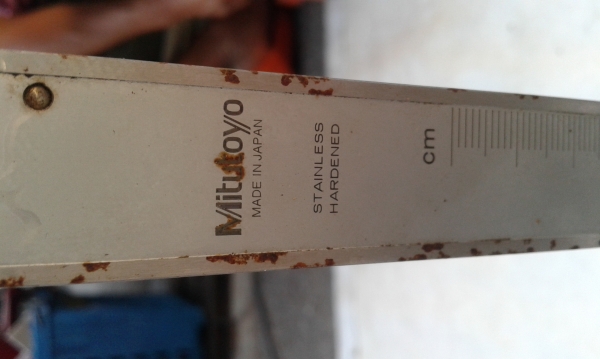 Mitutoyo
MADE IN JAPAN
STAINLESS
HARDENED
cm